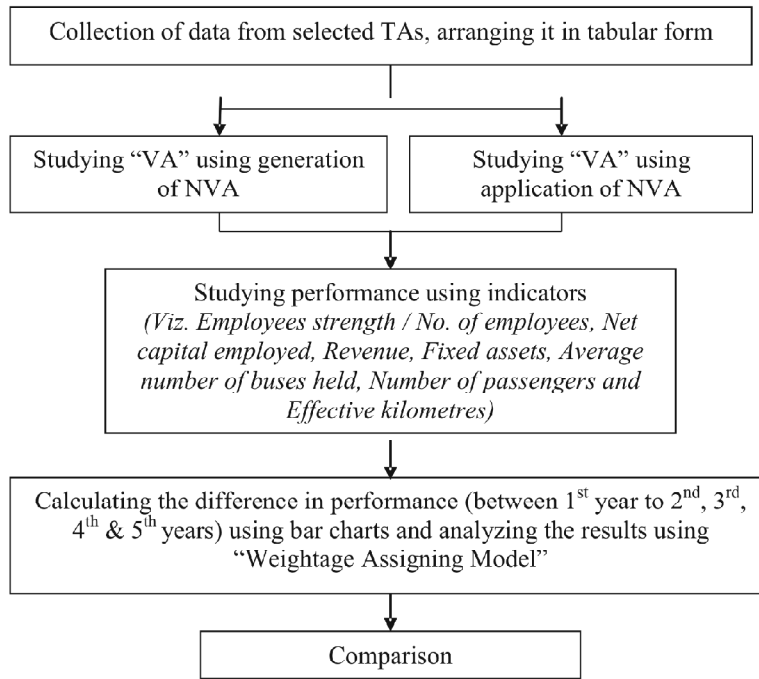 Collection of data from selected TAs, arranging it in tabular form
Studying “VA” using generation
of NVA
Studying “VA” using
application of NVA
Studying performance using indicators
(Viz. Employees strength / No. of employees, Net
capital employed, Revenue, Fixed assets, Average
number of buses held, Number of passengers and
Effective kilometres)
Calculating the difference in performance (between 1st year to 2nd, 3rd,
4th & 5th years) using bar charts and analyzing the results using
“Weightage Assigning Model”
Comparison